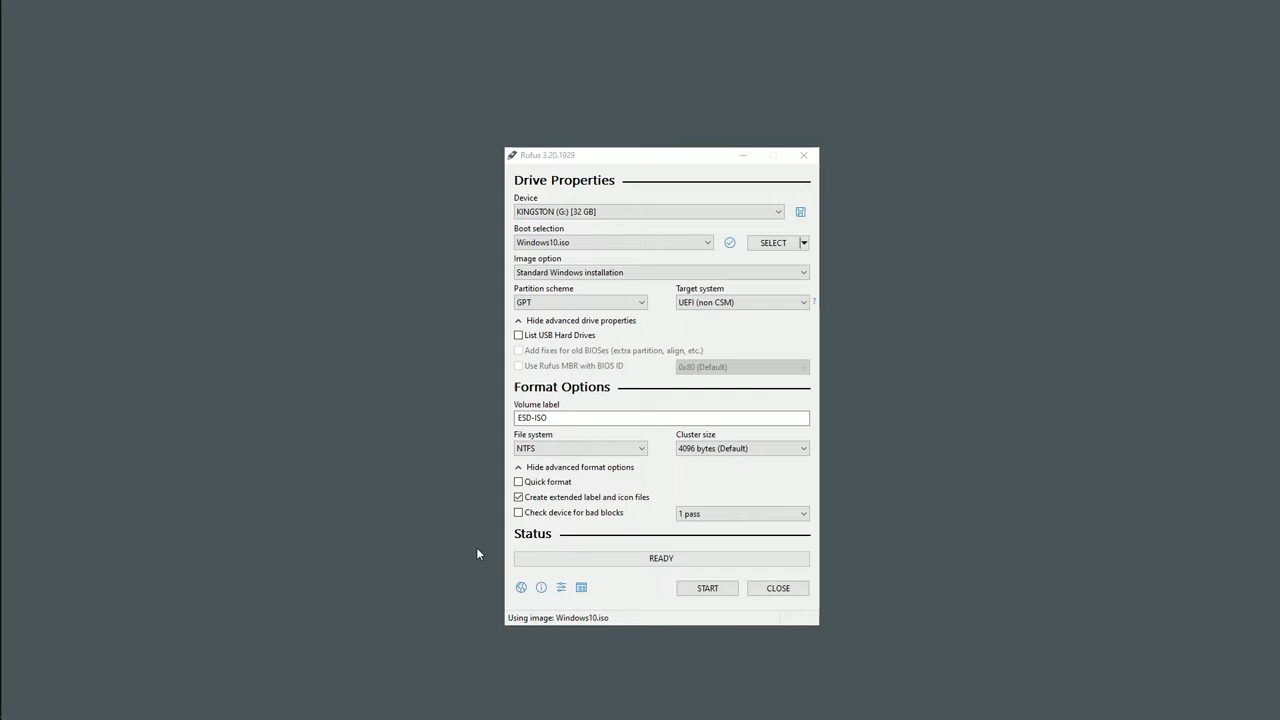 Rufus 3.20.1929
Drive Properties
Device
KINGSTON (G:) [32 GB]
Boot selection
Windows10.iso
SELECT
Image option
Standard Windows installation
Partition scheme
Target system
GPT
UEFI (non CSM)
?
Hide advanced drive properties
List USB Hard Drives
Add fixes for old BIOSes (extra partition, align, etc.)
Use Rufus MBR with BIOS ID
0x80 (Default)
Format Options
Volume label
ESD-ISO
File system
Cluster size
NTFS
4096 bytes (Default)
Hide advanced format options
Quick format
Create extended label and icon files
Check device for bad blocks
1 pass
Status
READY
START
CLOSE
Using image: Windows10.iso